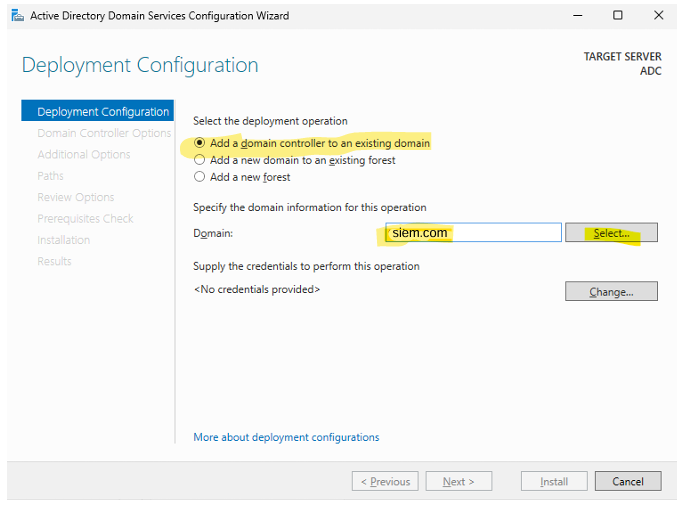 Active Directory Domain Services Configuration Wizard
Deployment Configuration
TARGET SERVER
ADC
Deployment Configuration
Domain Controller Options
Additional Options
Paths
Review Options
Prerequisites Check
Installation
Results
Select the deployment operation
Add a domain controller to an existing domain
Add a new domain to an existing forest
Add a new forest
Specify the domain information for this operation
Domain:
siem.com
Select...
Supply the credentials to perform this operation
<No credentials provided>
Change...
More about deployment configurations
< Previous
Next >
Install
Cancel